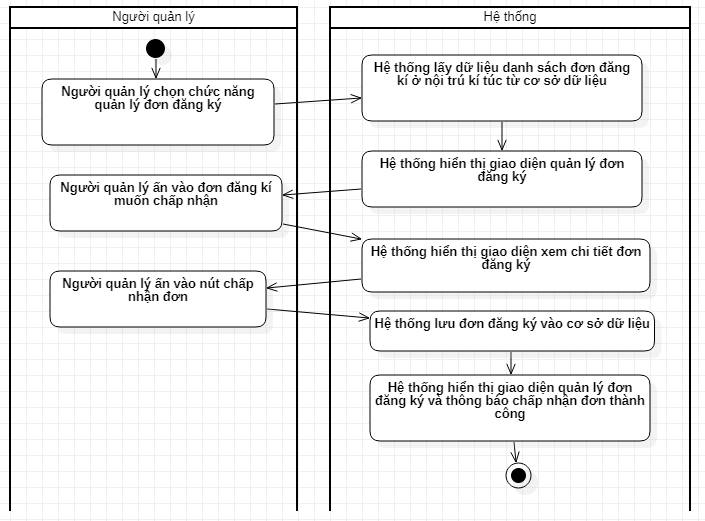 Người quản lý
Hệ thống
Người quản lý chọn chức năng
quản lý đơn đăng ký
Hệ thống lấy dữ liệu danh sách đơn đăng
kí ở nội trú kí túc từ cơ sở dữ liệu
Hệ thống hiển thị giao diện quản lý đơn
đăng ký
Người quản lý ấn vào đơn đăng kí
muốn chấp nhận
Hệ thống hiển thị giao diện xem chi tiết đơn
đăng ký
Người quản lý ấn vào nút chấp
nhận đơn
Hệ thống lưu đơn đăng ký vào cơ sở dữ liệu
Hệ thống hiển thị giao diện quản lý đơn
đăng ký và thông báo chấp nhận đơn thành
công